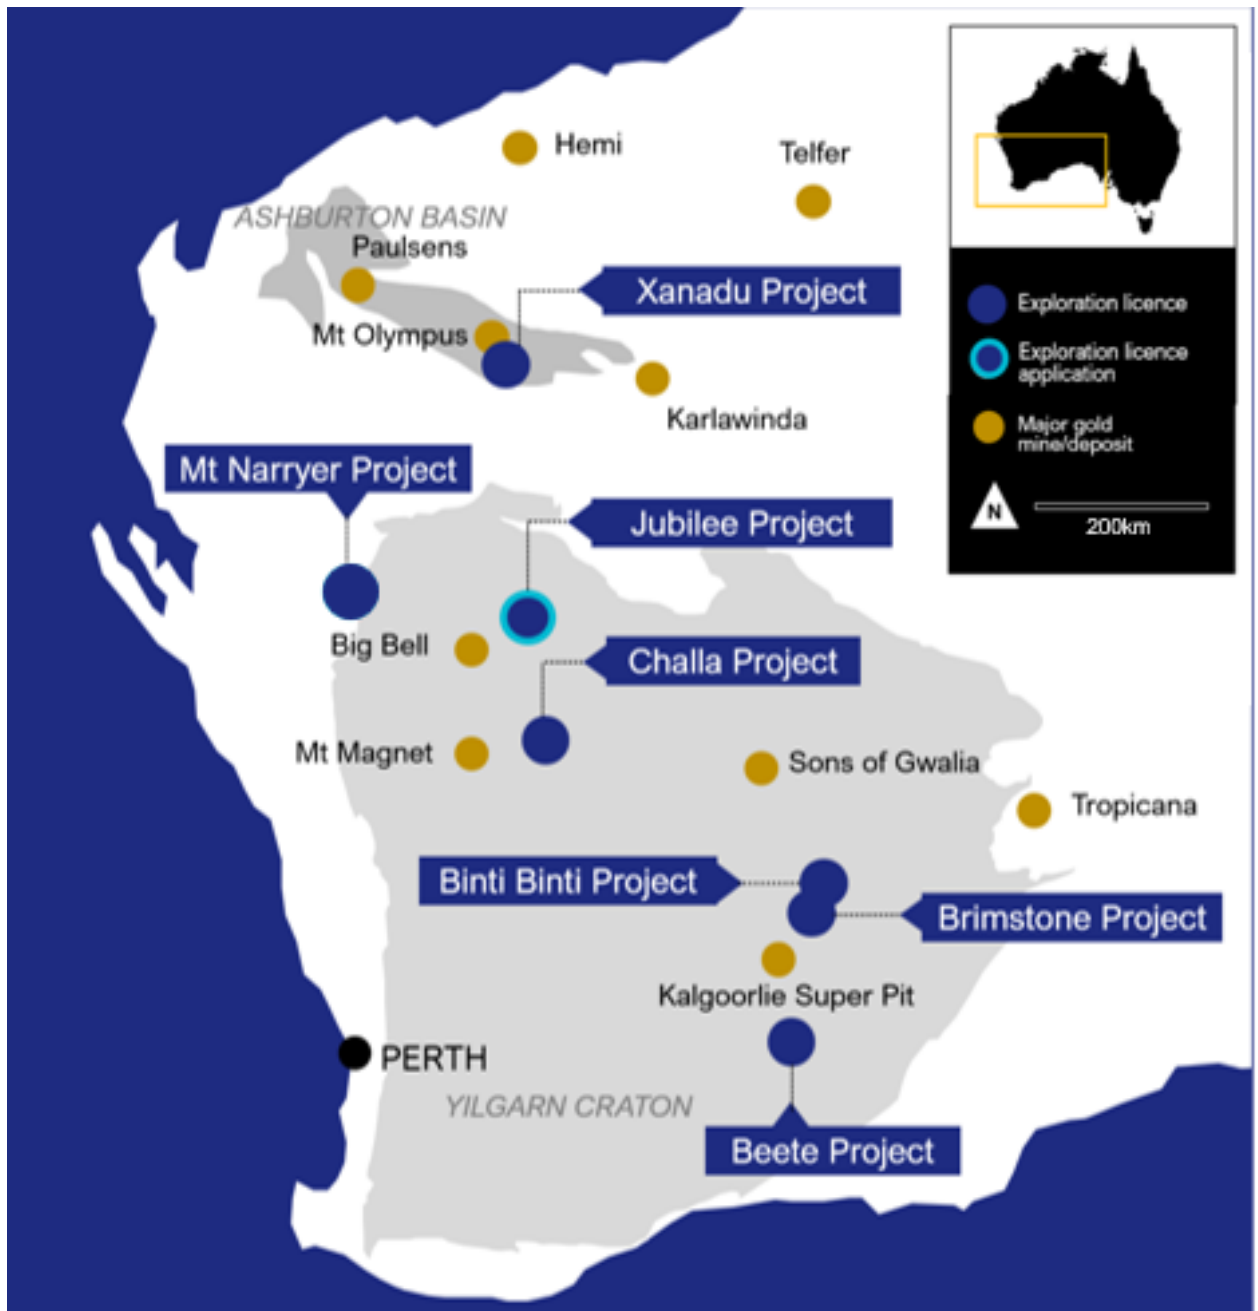 Hemi
Telfer
ASHBURTON BASIN
Paulsens
Xanadu Project
Mt Olympus
Karlawinda
Exploration licence
Exploration licence
application
Major gold
mine/deposit
N
200km
Mt Narryer Project
Jubilee Project
Big Bell
Challa Project
Mt Magnet
Sons of Gwalia
Tropicana
Binti Binti Project
Brimstone Project
Kalgoorlie Super Pit
PERTH
YILGARN CRATON
Beete Project